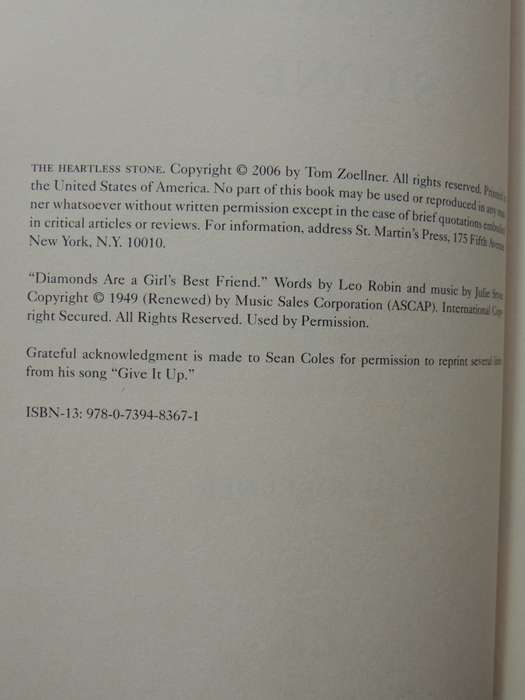 THE HEARTLESS STONE. Copyright © 2006 by Tom Zoellner. All rights reserved. Printed
the United States of America. No part of this book may be used or reproduced in any
ner whatsoever without written permission except in the case of brief quotations
in critical articles or reviews. For information, address St. Martin's Press, 175 Fifth Avenue
New York, N.Y. 10010.
"Diamonds Are a Girl's Best Friend." Words by Leo Robin and music by Julie
Copyright © 1949 (Renewed) by Music Sales Corporation (ASCAP). International Copy-
right Secured. All Rights Reserved. Used by Permission.
Grateful acknowledgment is made to Sean Coles for permission to reprint several
from his song "Give It Up."
ISBN-13: 978-0-7394-8367-1